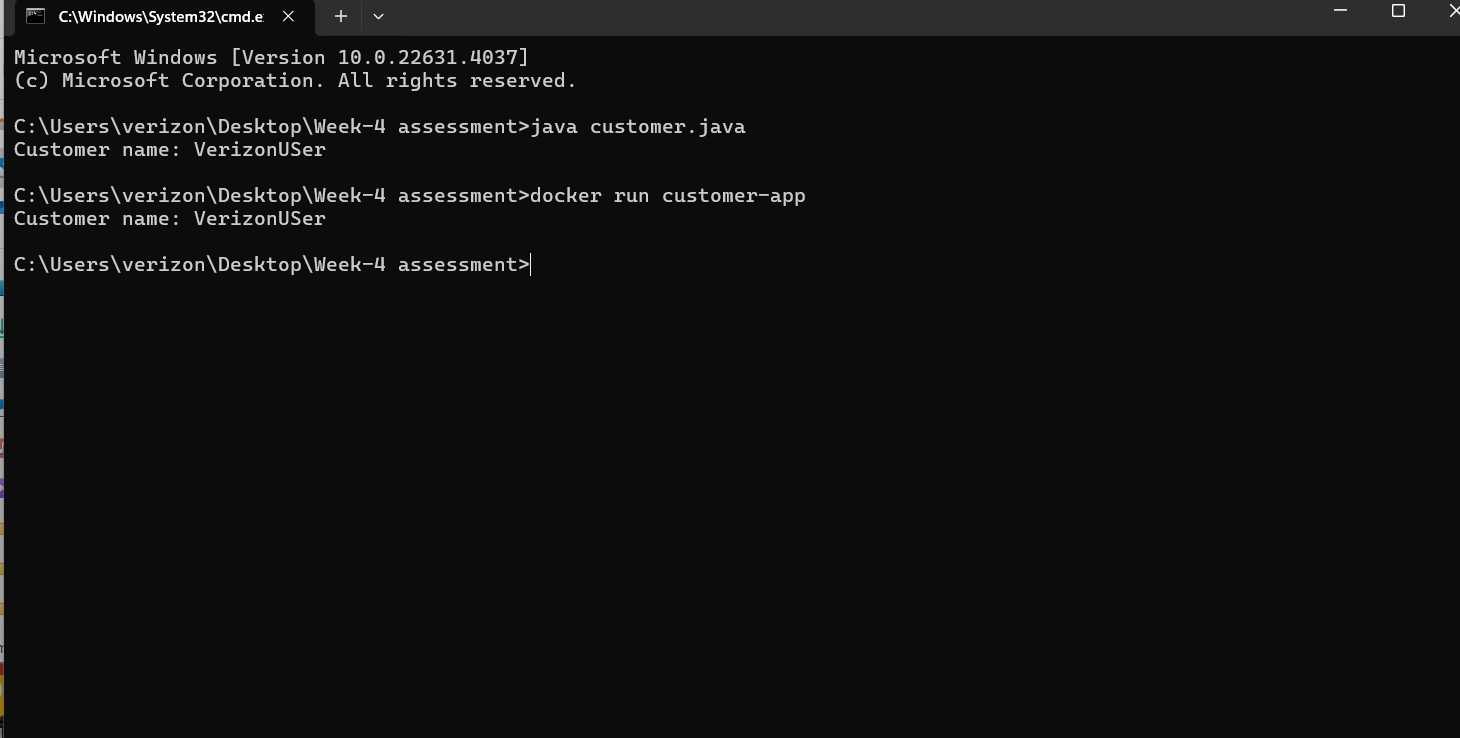 C:\Windows\System32\cmd.e
Microsoft Windows [Version 10.0.22631.4037]
(c) Microsoft Corporation. All rights reserved.
C:\Users\verizon\Desktop\Week-4 assessment>java customer.java
Customer name: VerizonUSer
C:\Users\verizon\Desktop\Week-4 assessment>docker run customer-app
Customer name: VerizonUSer
C:\Users\verizon\Desktop\Week-4 assessment>